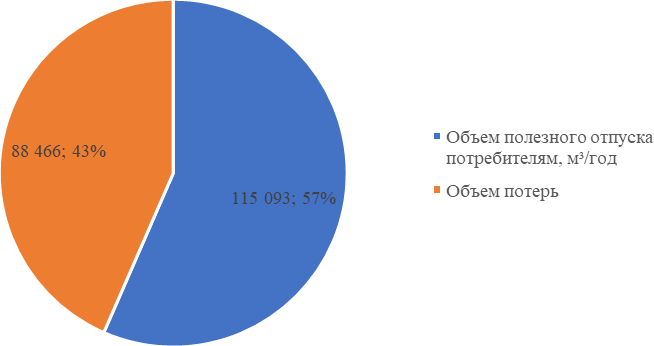 88 466; 43%
115 093; 57%
Объем полезного отпуска
потребителям, м³/год
Объем потерь